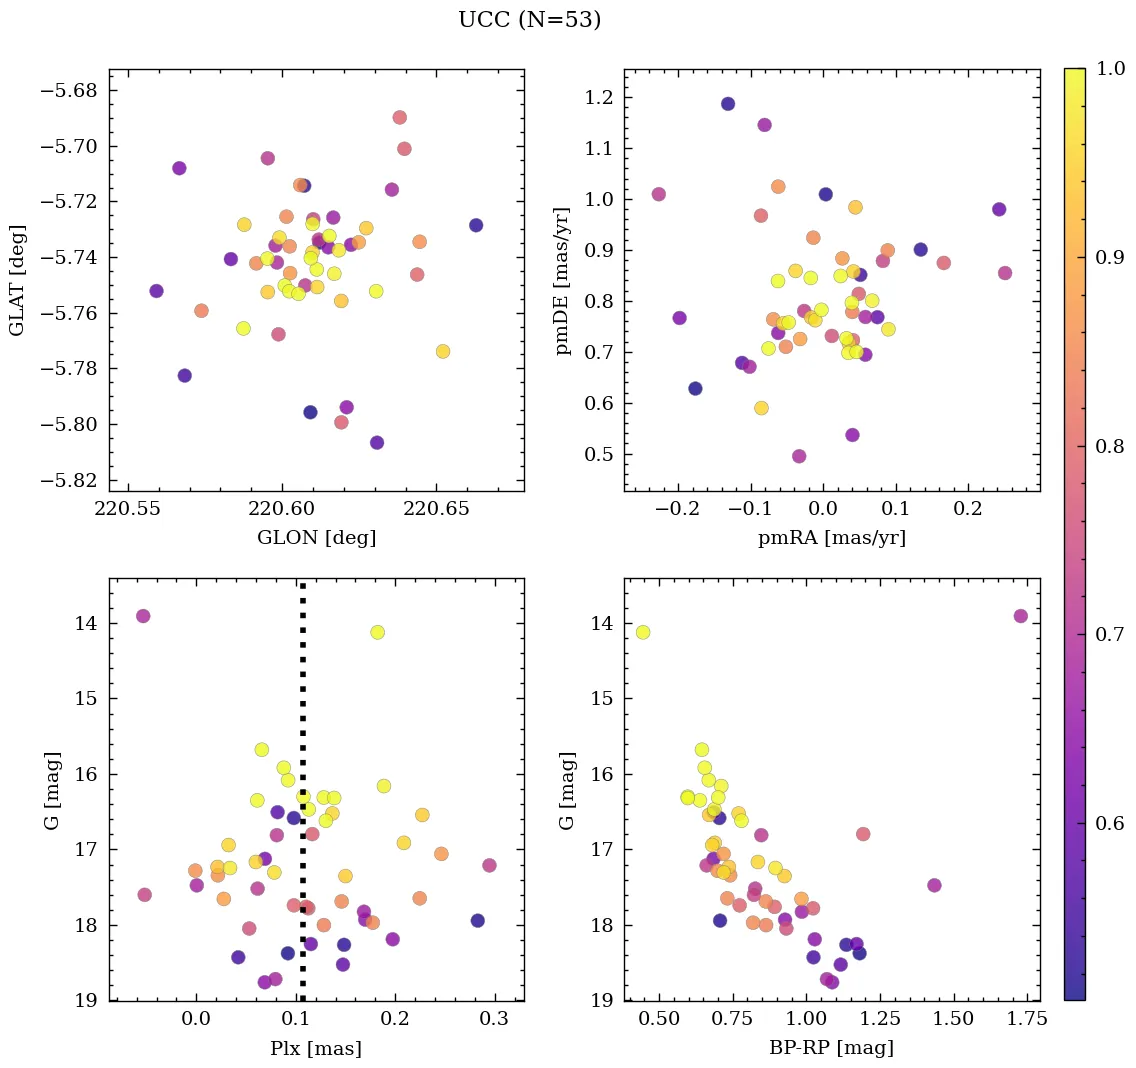 UCC (N=53)
−5.68
−5.70
−5.72
−5.74
−5.76
−5.78
−5.80
−5.82
GLAT [deg]
220.55 220.60 220.65
GLON [deg]
1.2
1.1
1.0
0.9
0.8
0.7
0.6
0.5
pmDE [mas/yr]
−0.2 −0.1 0.0 0.1 0.2
pmRA [mas/yr]
14
15
16
17
18
19
G [mag]
0.0 0.1 0.2 0.3
Plx [mas]
14
15
16
17
18
19
G [mag]
0.50 0.75 1.00 1.25 1.50 1.75
BP-RP [mag]
1.0
0.9
0.8
0.7
0.6